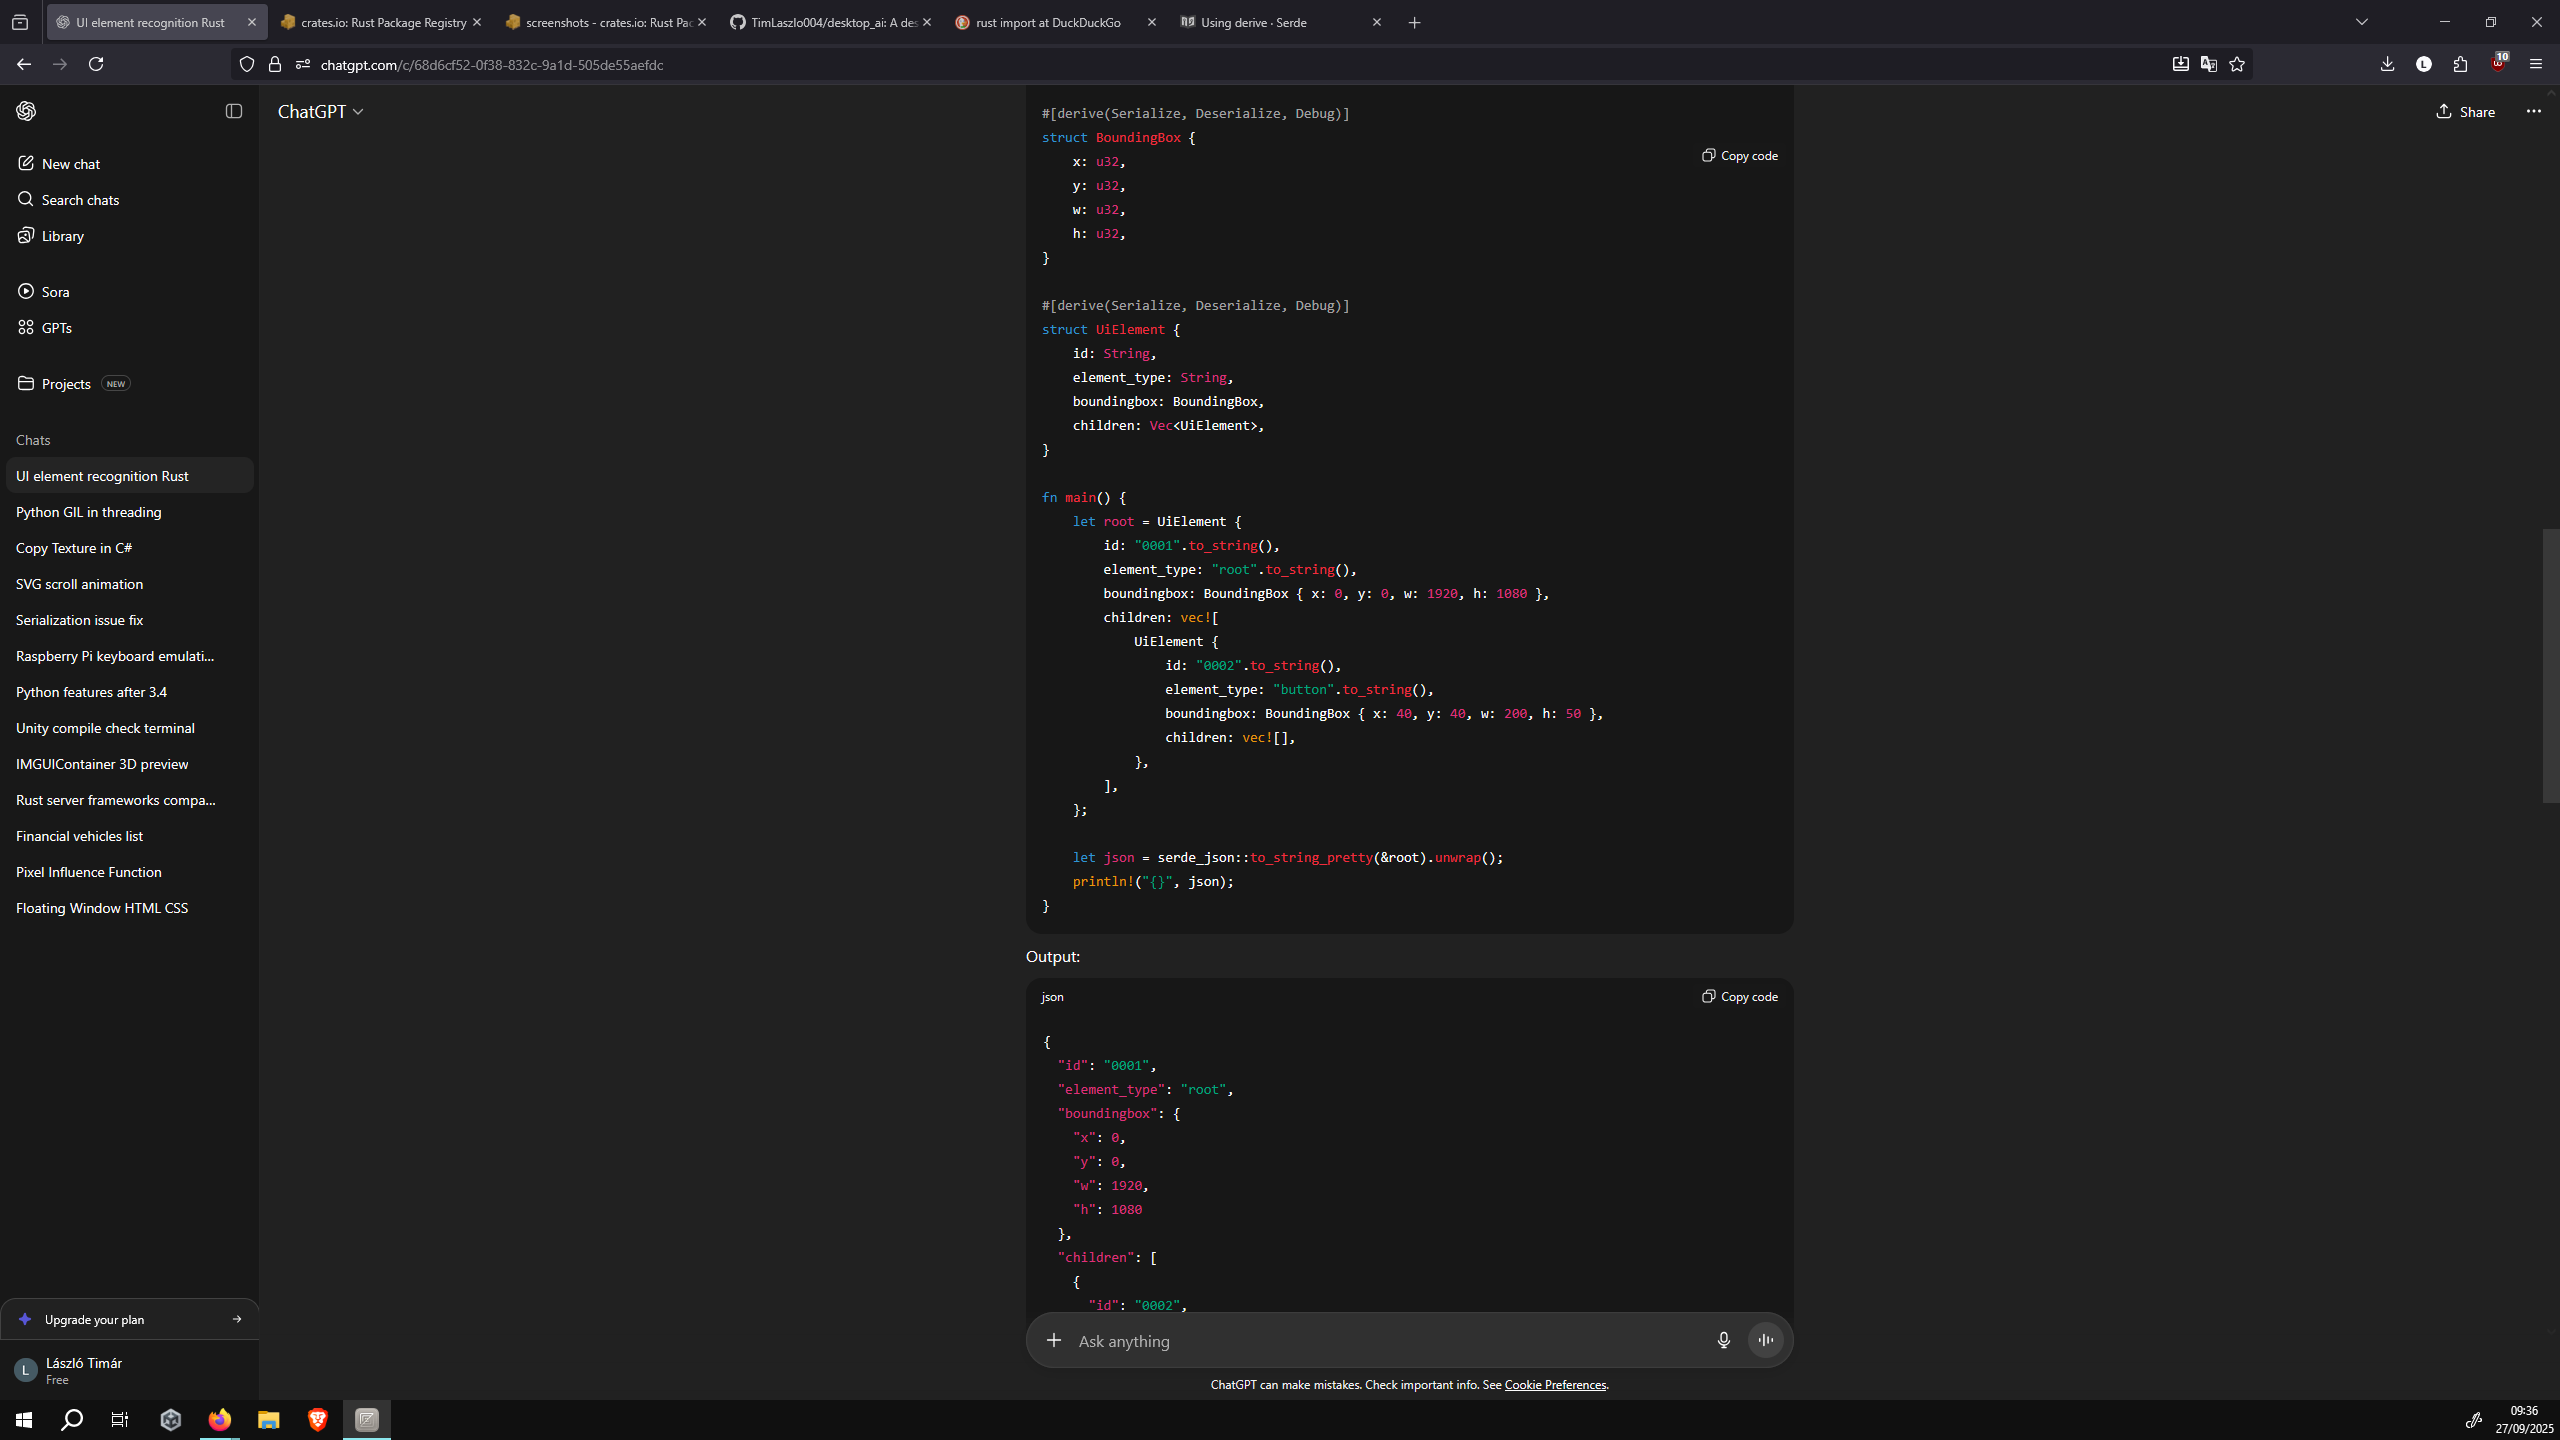 UI element recognition Rust
crates.io: Rust Package Registry
screenshots - crates.io: Rust Pac
TimLaszlo004/desktop_ai: A des
rust import at DuckDuckGo
Using derive · Serde
chatgpt.com/c/68d6cf52-0f38-832c-9a1d-505de55aefdc
L
10
ChatGPT
Share
New chat
Search chats
Library
Sora
GPTs
Projects NEW
Chats
UI element recognition Rust
Python GIL in threading
Copy Texture in C#
SVG scroll animation
Serialization issue fix
Raspberry Pi keyboard emulati...
Python features after 3.4
Unity compile check terminal
IMGUIContainer 3D preview
Rust server frameworks compa...
Financial vehicles list
Pixel Influence Function
Floating Window HTML CSS
Upgrade your plan
L
László Timár
Free
Copy code
#[derive(Serialize, Deserialize, Debug)]
struct BoundingBox {
    x: u32,
    y: u32,
    w: u32,
    h: u32,
}
#[derive(Serialize, Deserialize, Debug)]
struct UiElement {
    id: String,
    element_type: String,
    boundingbox: BoundingBox,
    children: Vec<UiElement>,
}
fn main() {
    let root = UiElement {
        id: "0001".to_string(),
        element_type: "root".to_string(),
        boundingbox: BoundingBox { x: 0, y: 0, w: 1920, h: 1080 },
        children: vec![
            UiElement {
                id: "0002".to_string(),
                element_type: "button".to_string(),
                boundingbox: BoundingBox { x: 40, y: 40, w: 200, h: 50 },
                children: vec![],
            },
        ],
    };
    let json = serde_json::to_string_pretty(&root).unwrap();
    println!("{}", json);
}
Output:
json
Copy code
{
  "id": "0001",
  "element_type": "root",
  "boundingbox": {
    "x": 0,
    "y": 0,
    "w": 1920,
    "h": 1080
  },
  "children": [
    {
      "id": "0002",
Ask anything
ChatGPT can make mistakes. Check important info. See Cookie Preferences.
09:36
27/09/2025